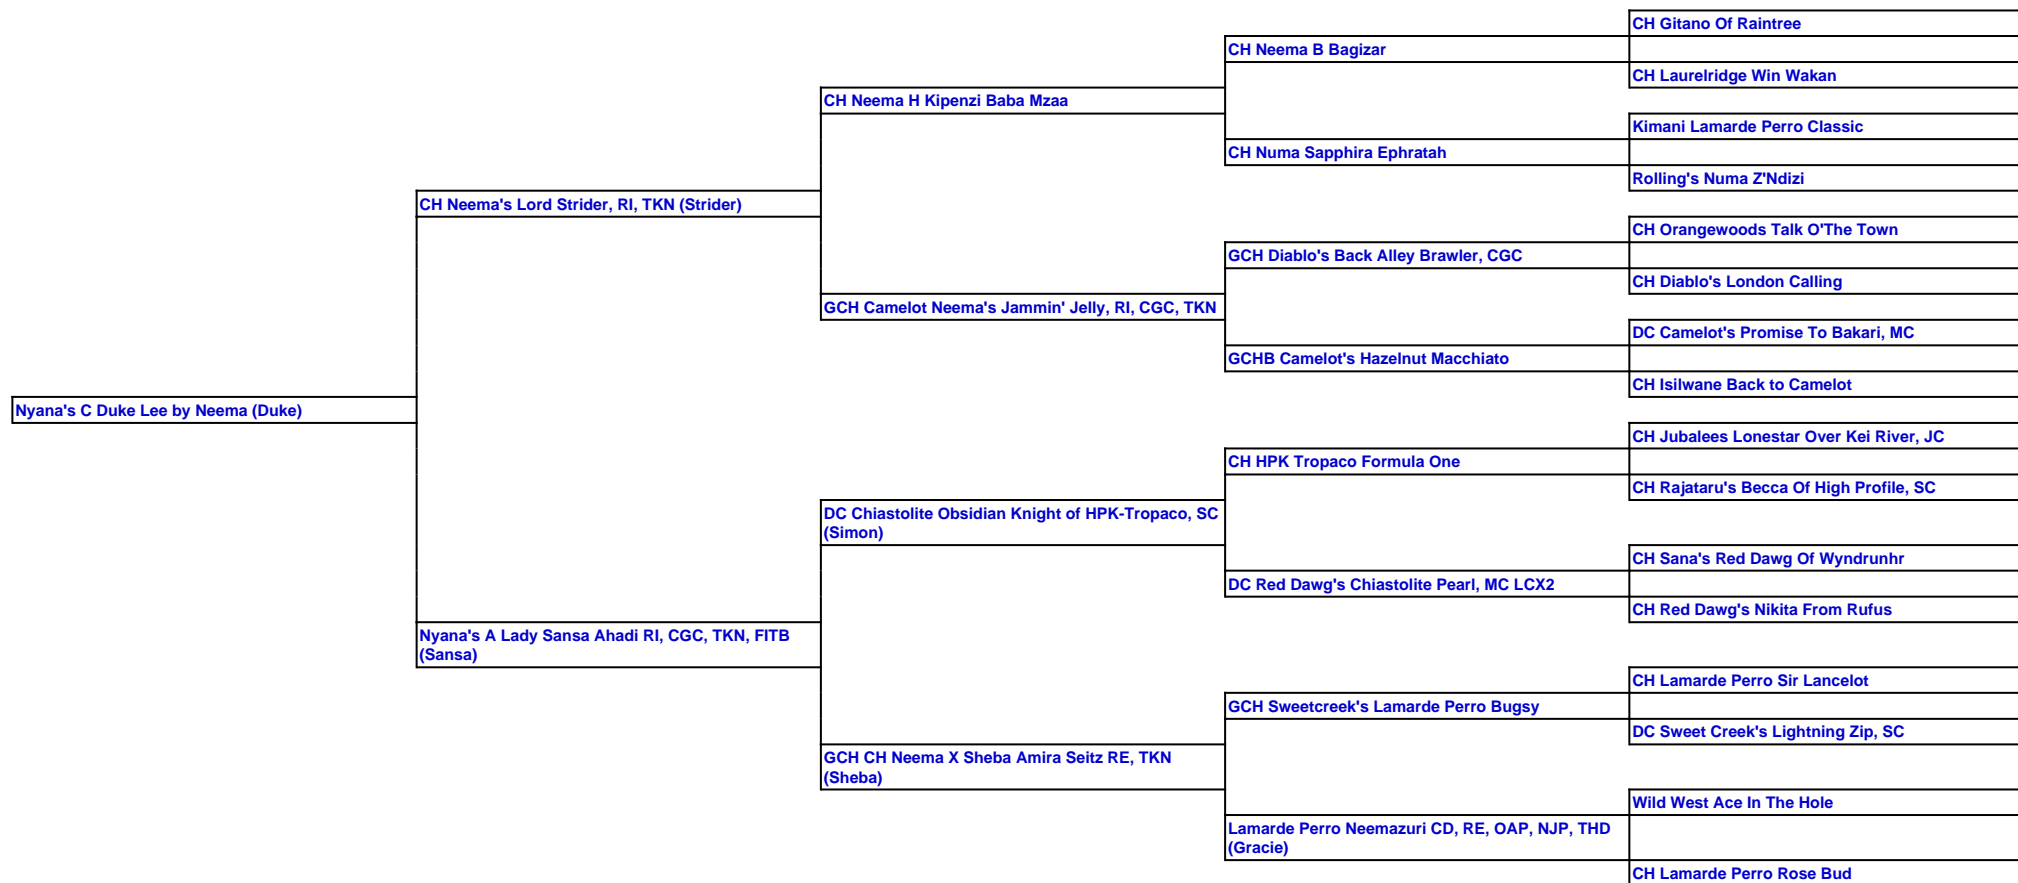 CH Gitano Of Raintree
CH Neema B Bagizar
CH Laurelridge Win Wakan
CH Neema H Kipenzi Baba Mzaa
Kimani Lamarde Perro Classic
CH Numa Sapphira Ephratah
Rolling's Numa Z'Ndizi
CH Neema's Lord Strider, RI, TKN (Strider)
CH Orangewoods Talk O'The Town
GCH Diablo's Back Alley Brawler, CGC
CH Diablo's London Calling
GCH Camelot Neema's Jammin' Jelly, RI, CGC, TKN
DC Camelot's Promise To Bakari, MC
GCHB Camelot's Hazelnut Macchiato
CH Isilwane Back to Camelot
Nyana's C Duke Lee by Neema (Duke)
CH Jubalees Lonestar Over Kei River, JC
CH HPK Tropaco Formula One
CH Rajataru's Becca Of High Profile, SC
DC Chiastolite Obsidian Knight of HPK-Tropaco, SC
(Simon)
CH Sana's Red Dawg Of Wyndrunhr
DC Red Dawg's Chiastolite Pearl, MC LCX2
CH Red Dawg's Nikita From Rufus
Nyana's A Lady Sansa Ahadi RI, CGC, TKN, FITB
(Sansa)
CH Lamarde Perro Sir Lancelot
GCH Sweetcreek's Lamarde Perro Bugsy
DC Sweet Creek's Lightning Zip, SC
GCH CH Neema X Sheba Amira Seitz RE, TKN
(Sheba)
Wild West Ace In The Hole
Lamarde Perro Neemazuri CD, RE, OAP, NJP, THD
(Gracie)
CH Lamarde Perro Rose Bud